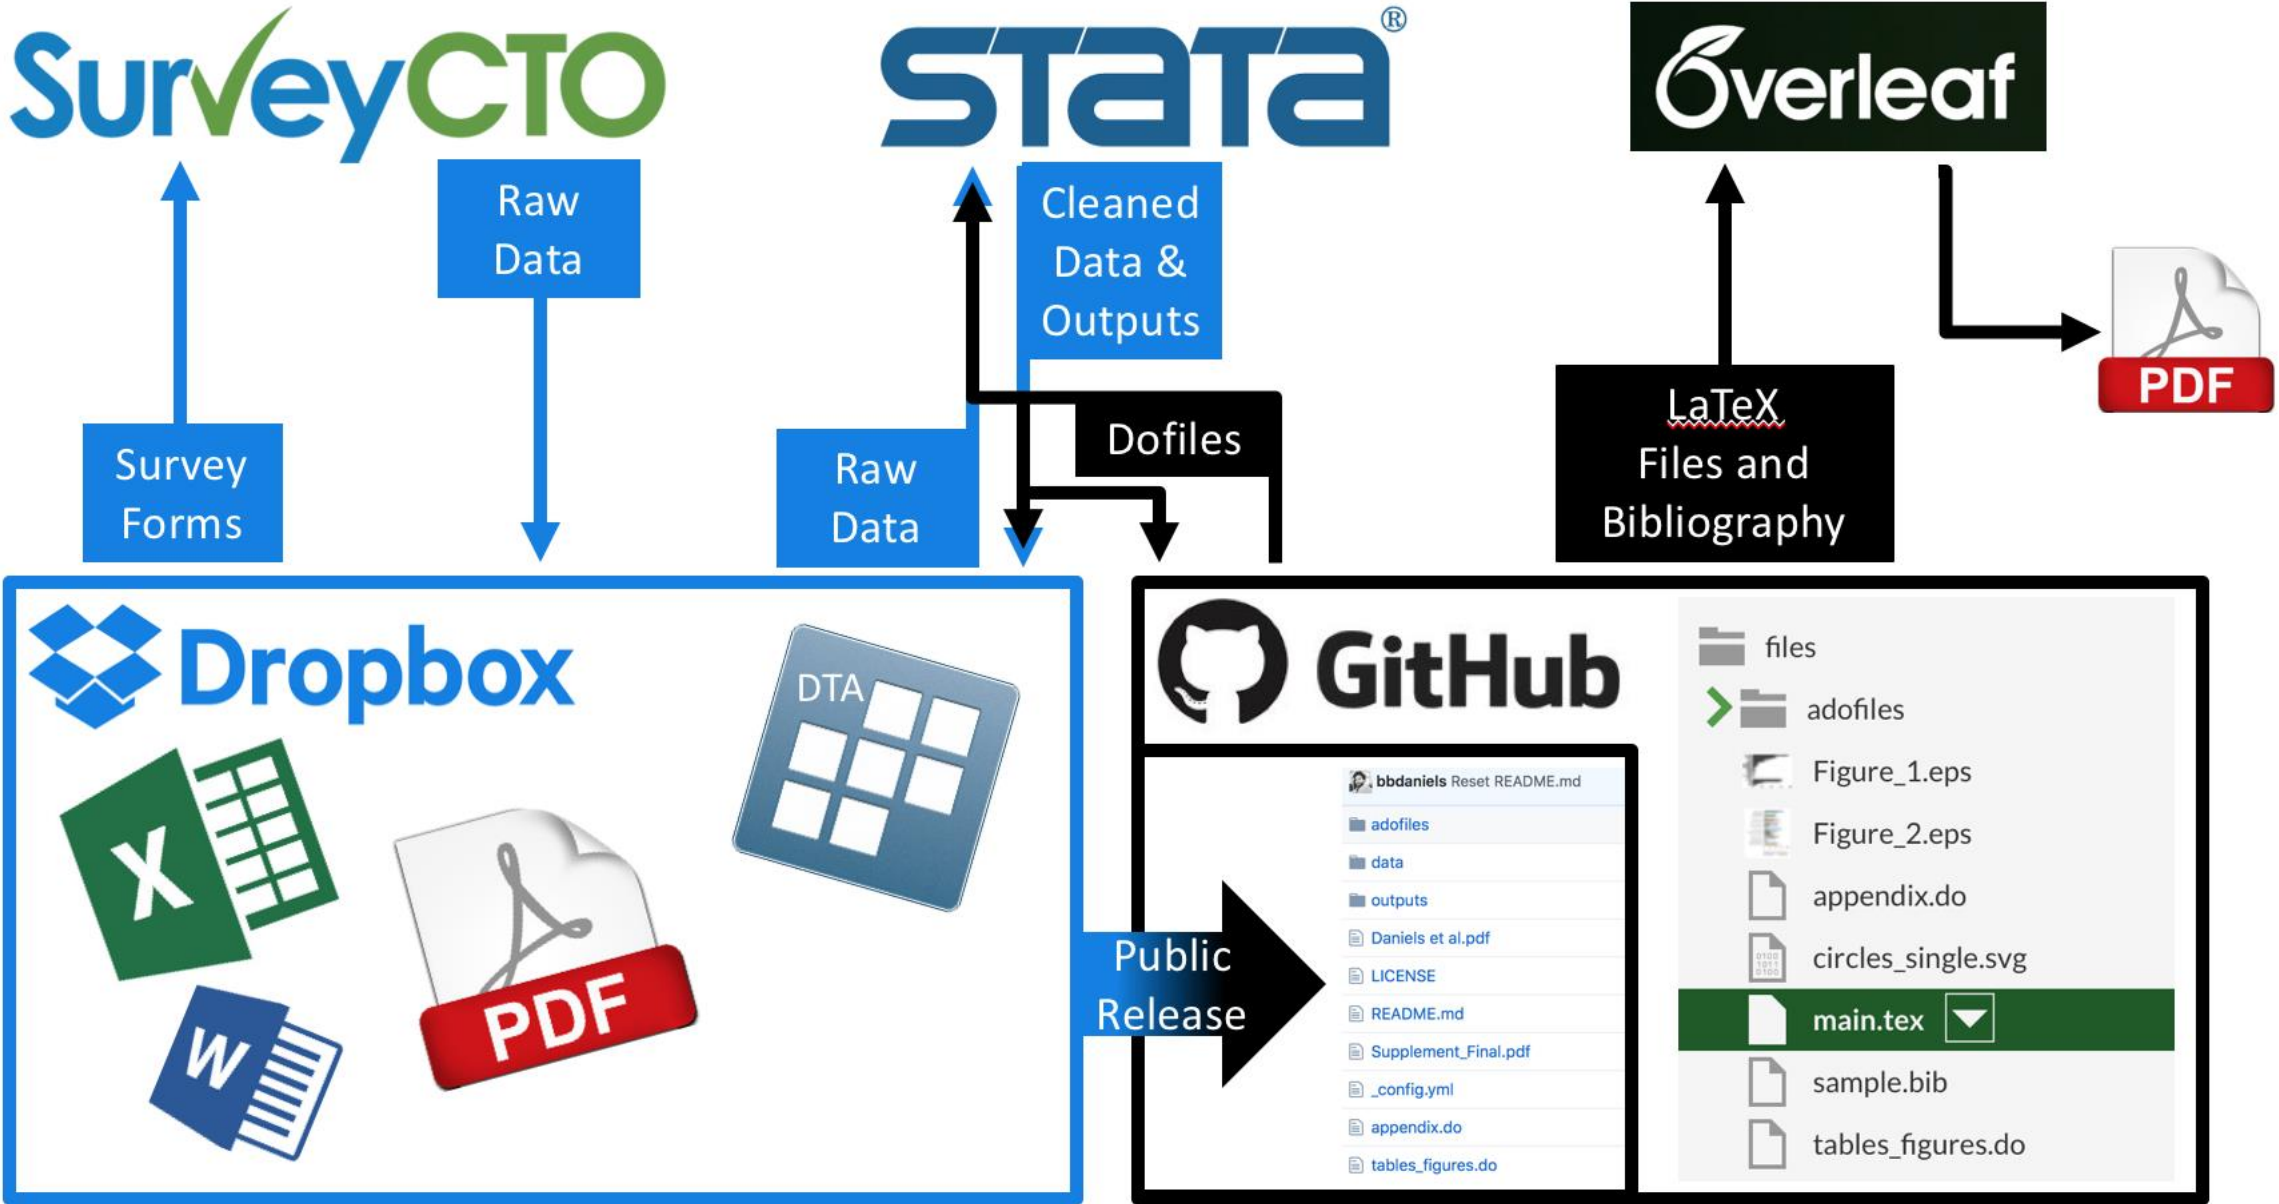 SurveyCTO
STATA®
Overleaf
Raw
Data
Cleaned
Data &
Outputs
PDF
Survey
Forms
Raw
Data
Dofiles
LaTeX
Files and
Bibliography
Dropbox
DTA
X
PDF
W
Public
Release
GitHub
bbdaniels Reset README.md
adofiles
data
outputs
Daniels et al.pdf
LICENSE
README.md
Supplement_Final.pdf
_config.yml
appendix.do
tables_figures.do
files
adofiles
Figure_1.eps
Figure_2.eps
appendix.do
circles_single.svg
main.tex
sample.bib
tables_figures.do